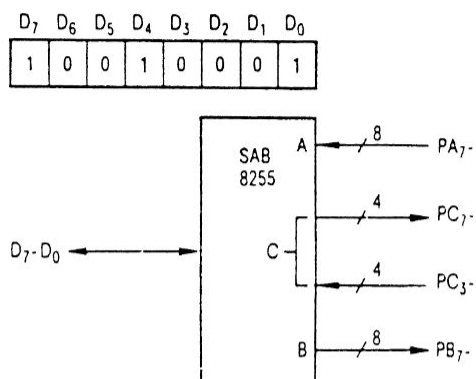 D₇ D₆ D₅ D₄ D₃ D₂ D₁ D₀
1 0 0 1 0 0 0 1
SAB
8255
A
8
PA₇-
4
PC₇-
D₇-D₀
C
4
PC₃-
B
8
PB₇-